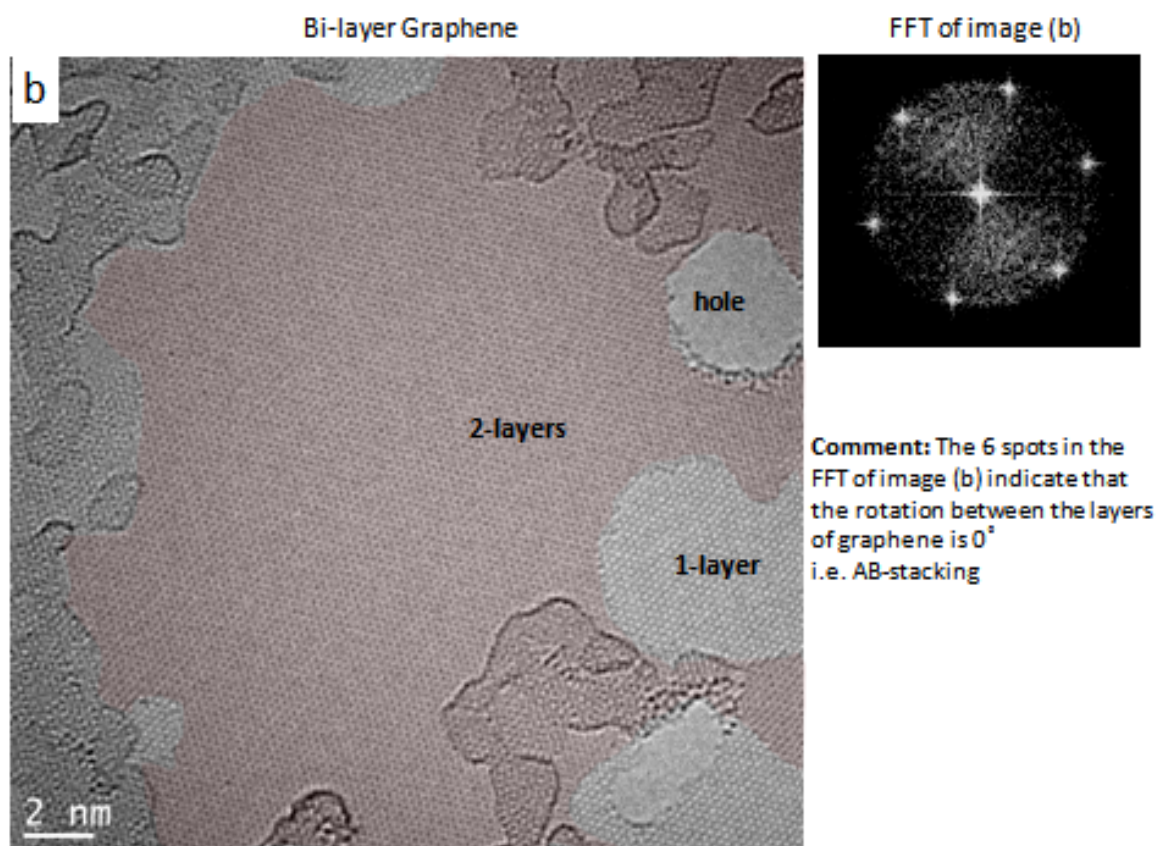 Bi-layer Graphene
FFT of image (b)
b
hole
2-layers
1-layer
2 nm
Comment: The 6 spots in the
FFT of image (b) indicate that
the rotation between the layers
of graphene is 0°
i.e. AB-stacking